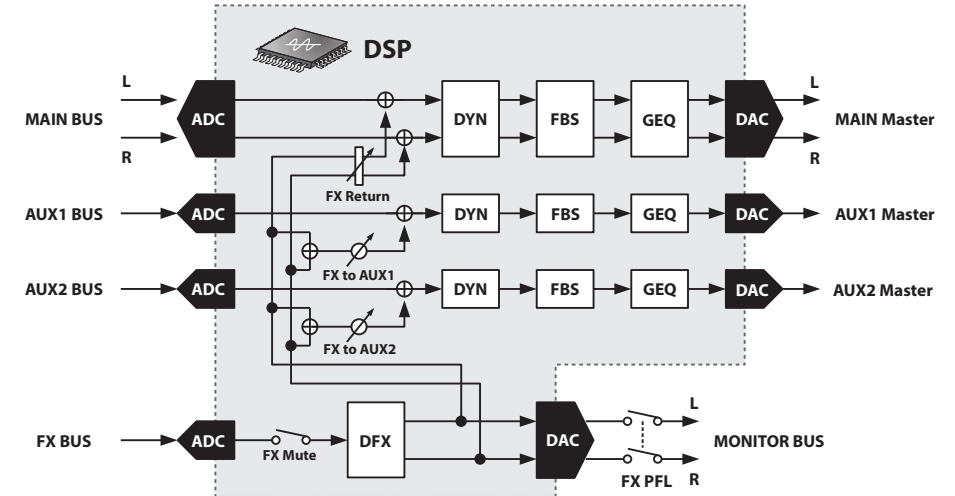 DSP
L
L
MAIN BUS
ADC
DYN
FBS
GEQ
DAC
MAIN Master
R
R
FX Return
AUX1 BUS
ADC
DYN
FBS
GEQ
DAC
AUX1 Master
FX to AUX1
AUX2 BUS
ADC
DYN
FBS
GEQ
DAC
AUX2 Master
FX to AUX2
L
FX BUS
ADC
FX Mute
DFX
DAC
MONITOR BUS
FX PFL
R